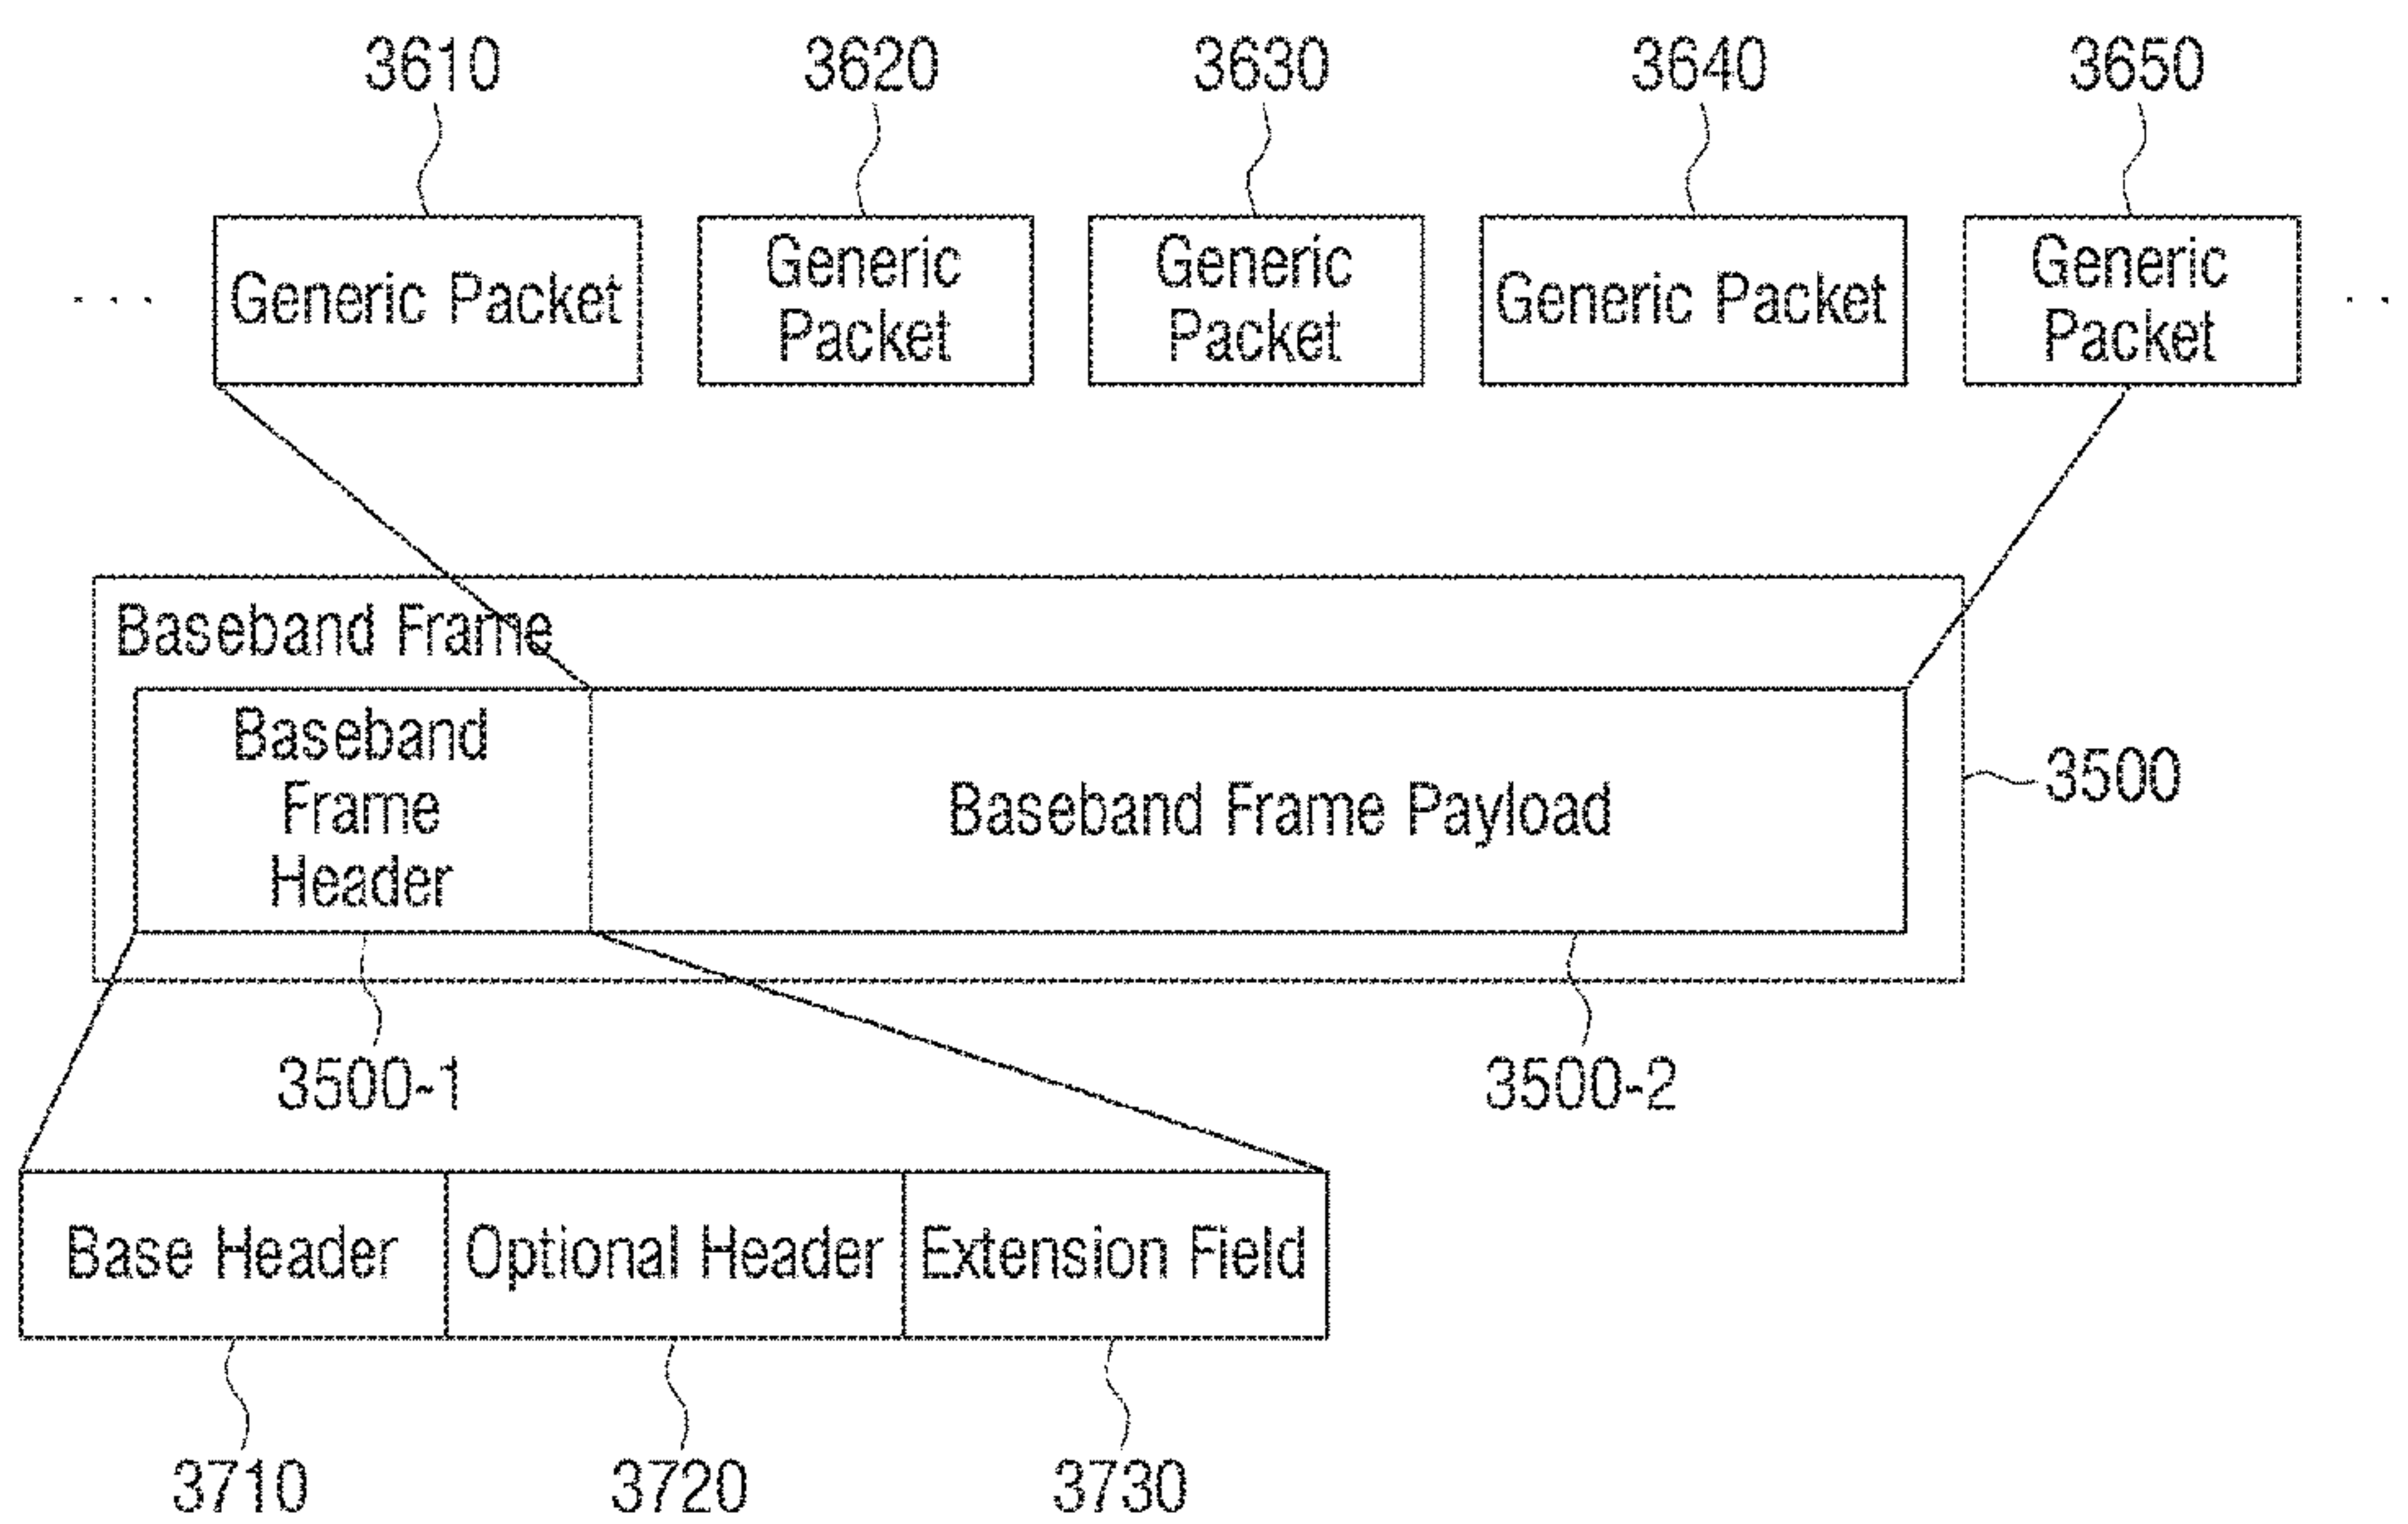 3610 3620 3630 3640 3650
Generic Packet
Generic
Packet
Generic
Packet
Generic Packet
Generic
Packet
Baseband Frame
Baseband
Frame
Header
Baseband Frame Payload
3500
3500-1
3500-2
Base Header
Optional Header
Extension Field
3710 3720 3730